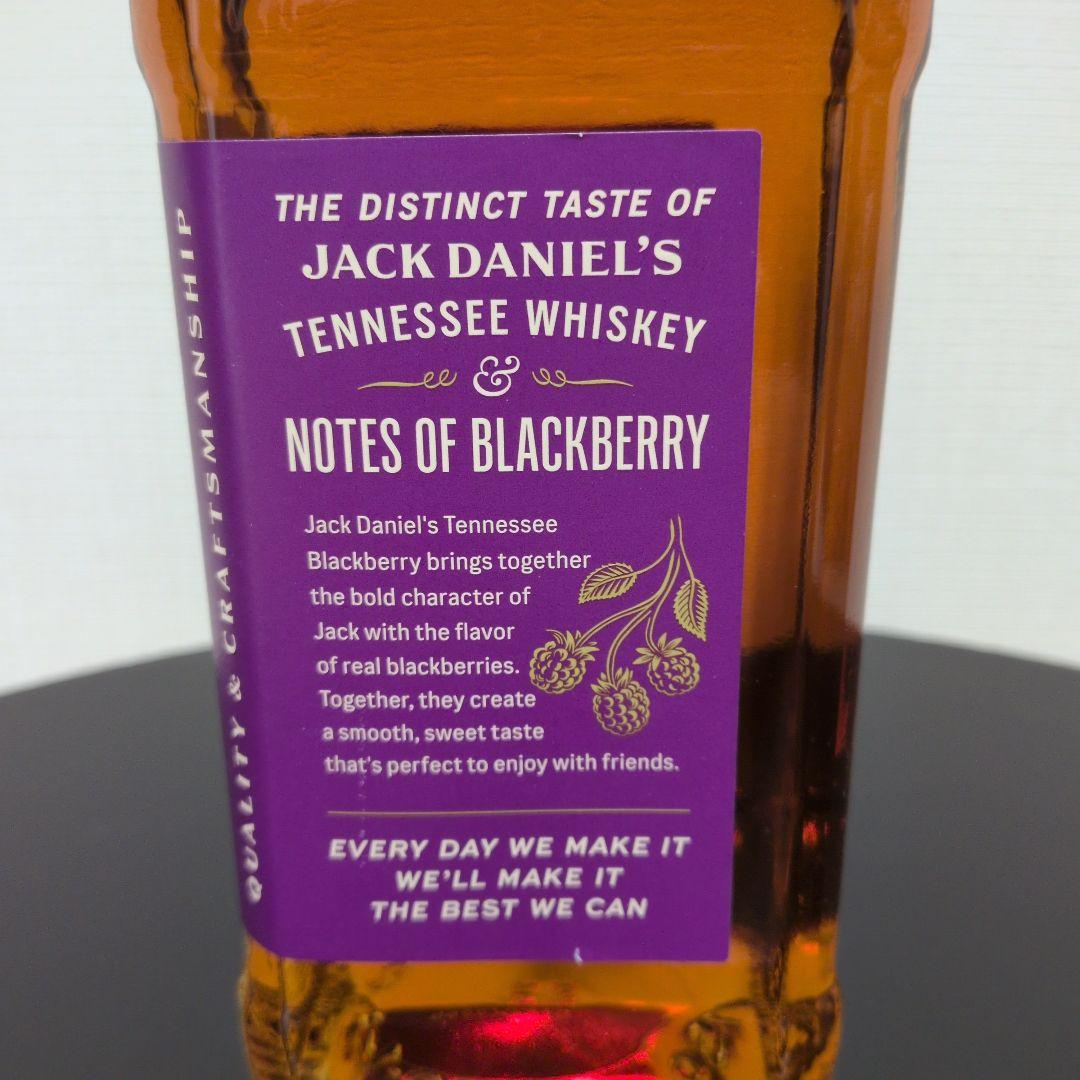 THE DISTINCT TASTE OF
JACK DANIEL'S
TENNESSEE WHISKEY
&
NOTES OF BLACKBERRY
Jack Daniel's Tennessee
Blackberry brings together
the bold character of
Jack with the flavor
of real blackberries.
Together, they create
a smooth, sweet taste
that's perfect to enjoy with friends.
EVERY DAY WE MAKE IT
WE'LL MAKE IT
THE BEST WE CAN
QUALITY & CRAFTSMANSHIP